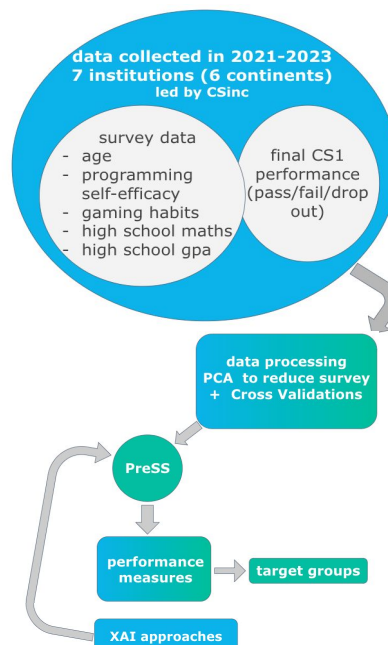 data collected in 2021-2023
7 institutions (6 continents)
led by CSinc
survey data
- age
- programming
self-efficacy
- gaming habits
- high school maths
- high school gpa
final CS1
performance
(pass/fail/drop
out)
data processing
PCA to reduce survey
+ Cross Validations
PreSS
performance
measures
target groups
XAI approaches